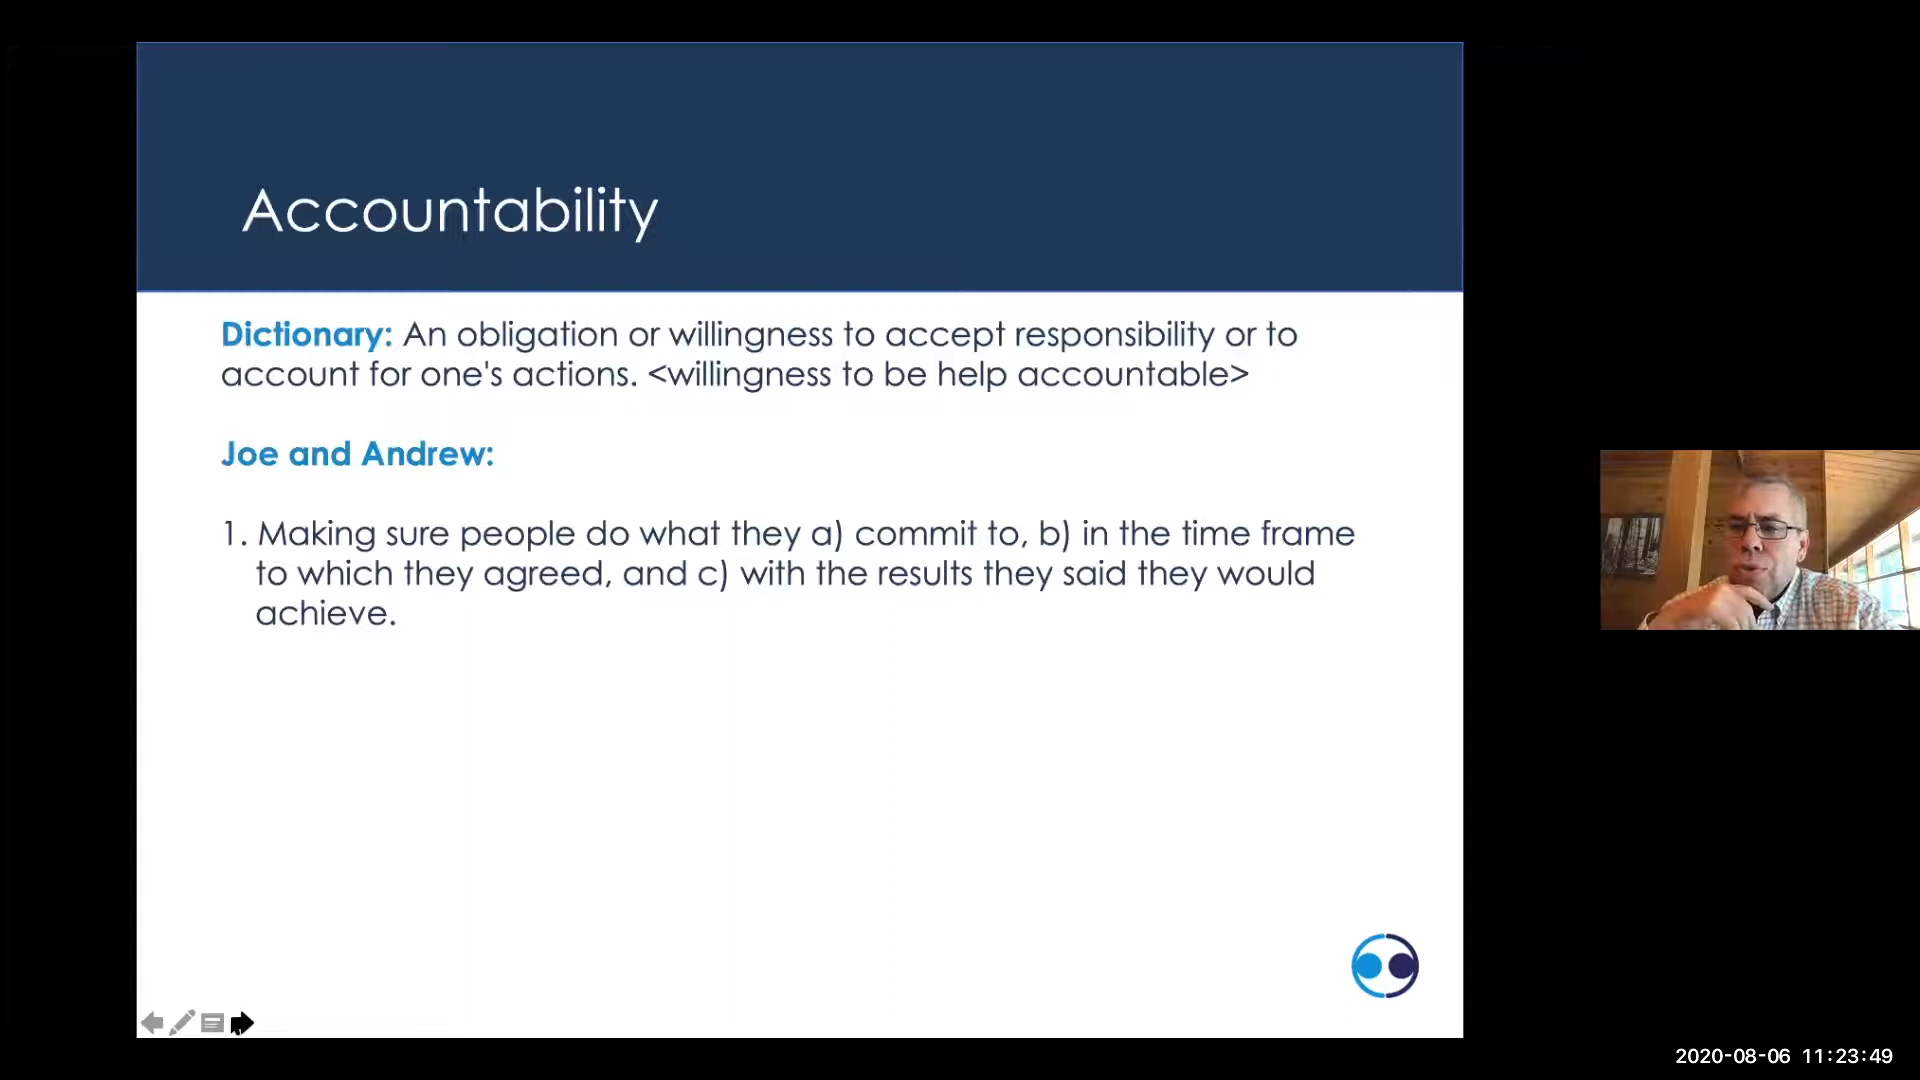 Accountability
Dictionary: An obligation or willingness to accept responsibility or to
account for one's actions. <willingness to be help accountable>
Joe and Andrew:
1. Making sure people do what they a) commit to, b) in the time frame
to which they agreed, and c) with the results they said they would
achieve.
2020-08-06 11:23:49